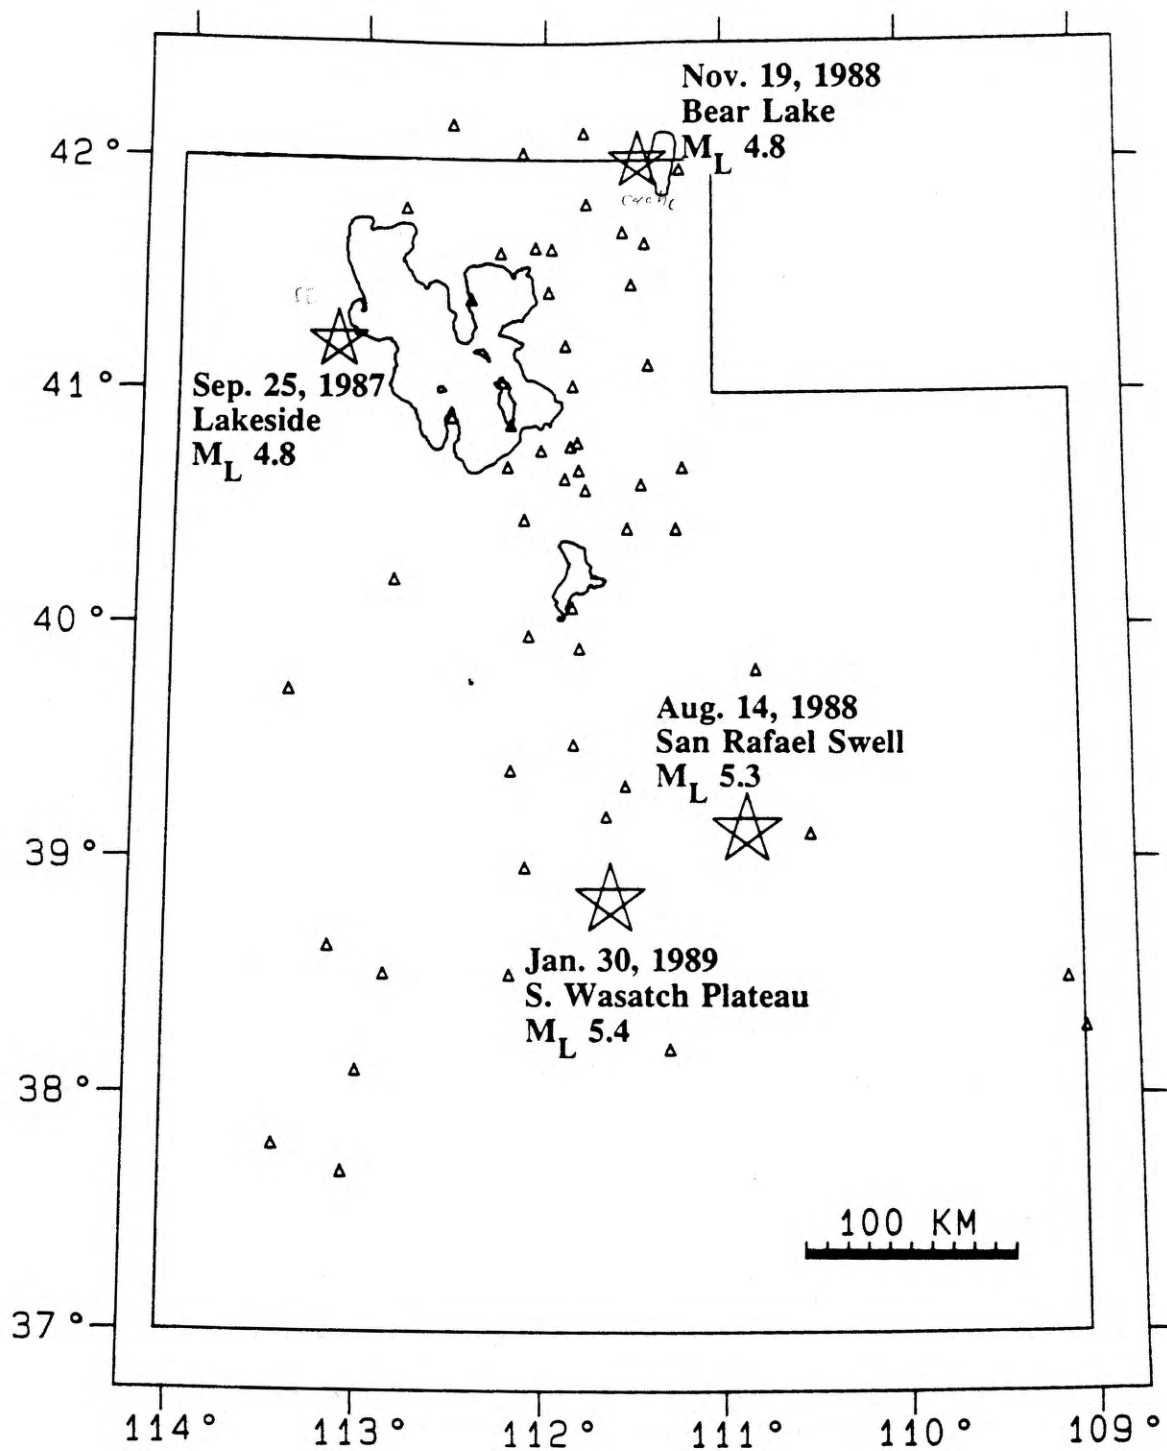 Nov. 19, 1988
Bear Lake
M_L 4.8
42°
Cache
Sep. 25, 1987
Lakeside
M_L 4.8
41°
40°
Aug. 14, 1988
San Rafael Swell
M_L 5.3
39°
Jan. 30, 1989
S. Wasatch Plateau
M_L 5.4
38°
100 KM
37°
114° 113° 112° 111° 110° 109°